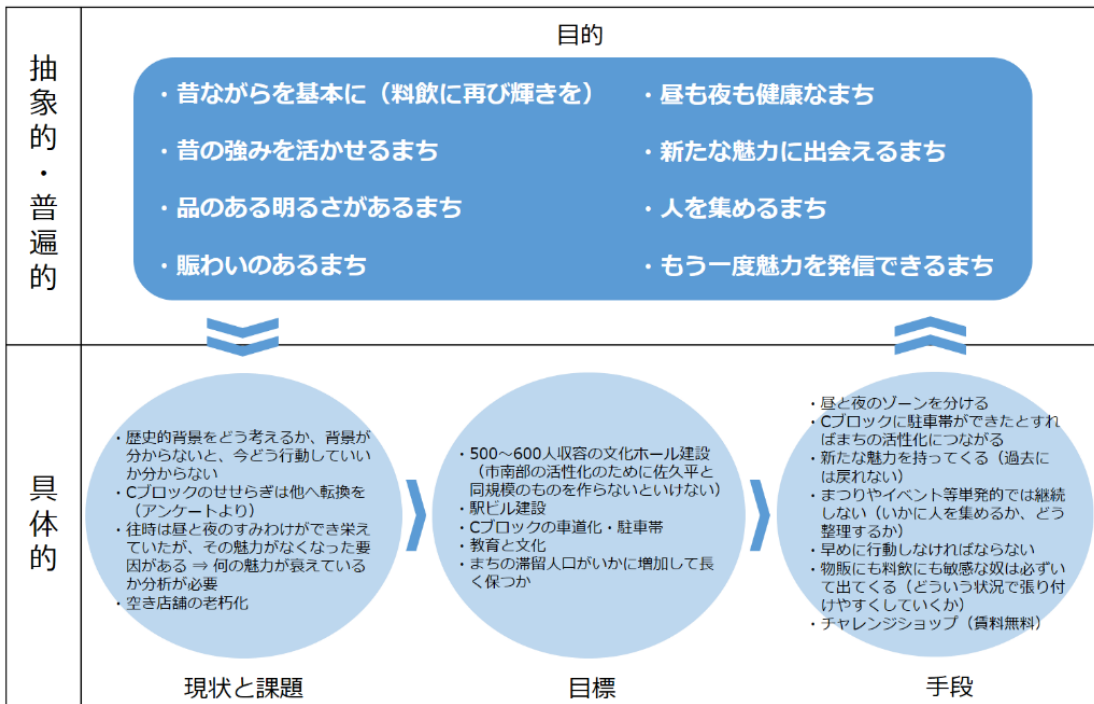 抽象的・普遍的
目的
・昔ながらを基本に（料飲に再び輝きを）
・昔の強みを活かせるまち
・品のある明るさがあるまち
・賑わいのあるまち
・昼も夜も健康なまち
・新たな魅力に出会えるまち
・人を集めるまち
・もう一度魅力を発信できるまち
具体的
・歴史的背景をどう考えるか、背景が
分からないと、今どう行動していい
か分からない
・Cブロックのせせらぎは他へ転換を
（アンケートより）
・往時は昼と夜のすみわけができ栄え
ていたが、その魅力がなくなった要
因がある ⇒ 何の魅力が衰えている
か分析が必要
・空き店舗の老朽化
現状と課題
・500～600人収容の文化ホール建設
（市南部の活性化のために佐久平と
同規模のものを作らないといけない）
・駅ビル建設
・Cブロックの車道化・駐車帯
・教育と文化
・まちの滞留人口がいかに増加して長
く保つか
目標
・昼と夜のゾーンを分ける
・Cブロックに駐車帯ができたとすれ
ばまちの活性化につながる
・新たな魅力を持ってくる（過去に
は戻れない）
・まつりやイベント等単発的では継続
しない（いかに人を集めるか、どう
整理するか）
・早めに行動しなければならない
・物販にも料飲にも敏感な奴は必ずい
て出てくる（どういう状況で張り付
けやすくしていくか）
・チャレンジショップ（賃料無料）
手段